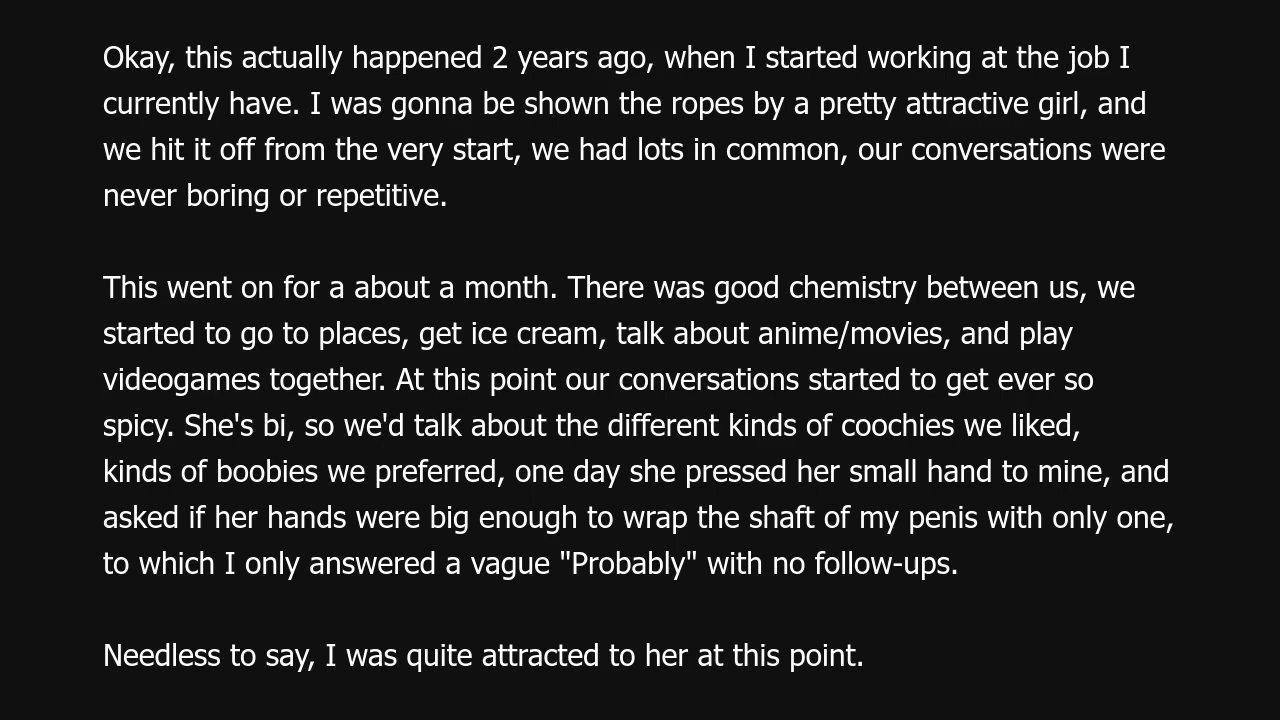 Okay, this actually happened 2 years ago, when I started working at the job I
currently have. I was gonna be shown the ropes by a pretty attractive girl, and
we hit it off from the very start, we had lots in common, our conversations were
never boring or repetitive.
This went on for a about a month. There was good chemistry between us, we
started to go to places, get ice cream, talk about anime/movies, and play
videogames together. At this point our conversations started to get ever so
spicy. She's bi, so we'd talk about the different kinds of coochies we liked,
kinds of boobies we preferred, one day she pressed her small hand to mine, and
asked if her hands were big enough to wrap the shaft of my penis with only one,
to which I only answered a vague "Probably" with no follow-ups.
Needless to say, I was quite attracted to her at this point.